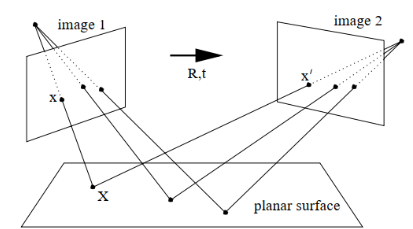 image 1
image 2
R,t
x
x'
X
planar surface